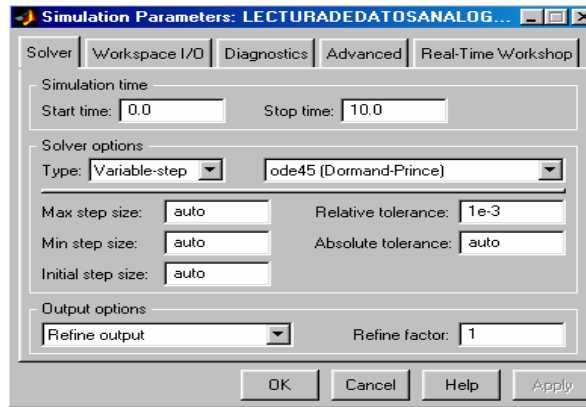 Simulation Parameters: LECTURADEDATOSANALOG...
Solver Workspace I/O Diagnostics Advanced Real-Time Workshop
Simulation time
Start time: 0.0 Stop time: 10.0
Solver options
Type: Variable-step ode45 (Dormand-Prince)
Max step size: auto Relative tolerance: 1e-3
Min step size: auto Absolute tolerance: auto
Initial step size: auto
Output options
Refine output Refine factor: 1
OK Cancel Help Apply